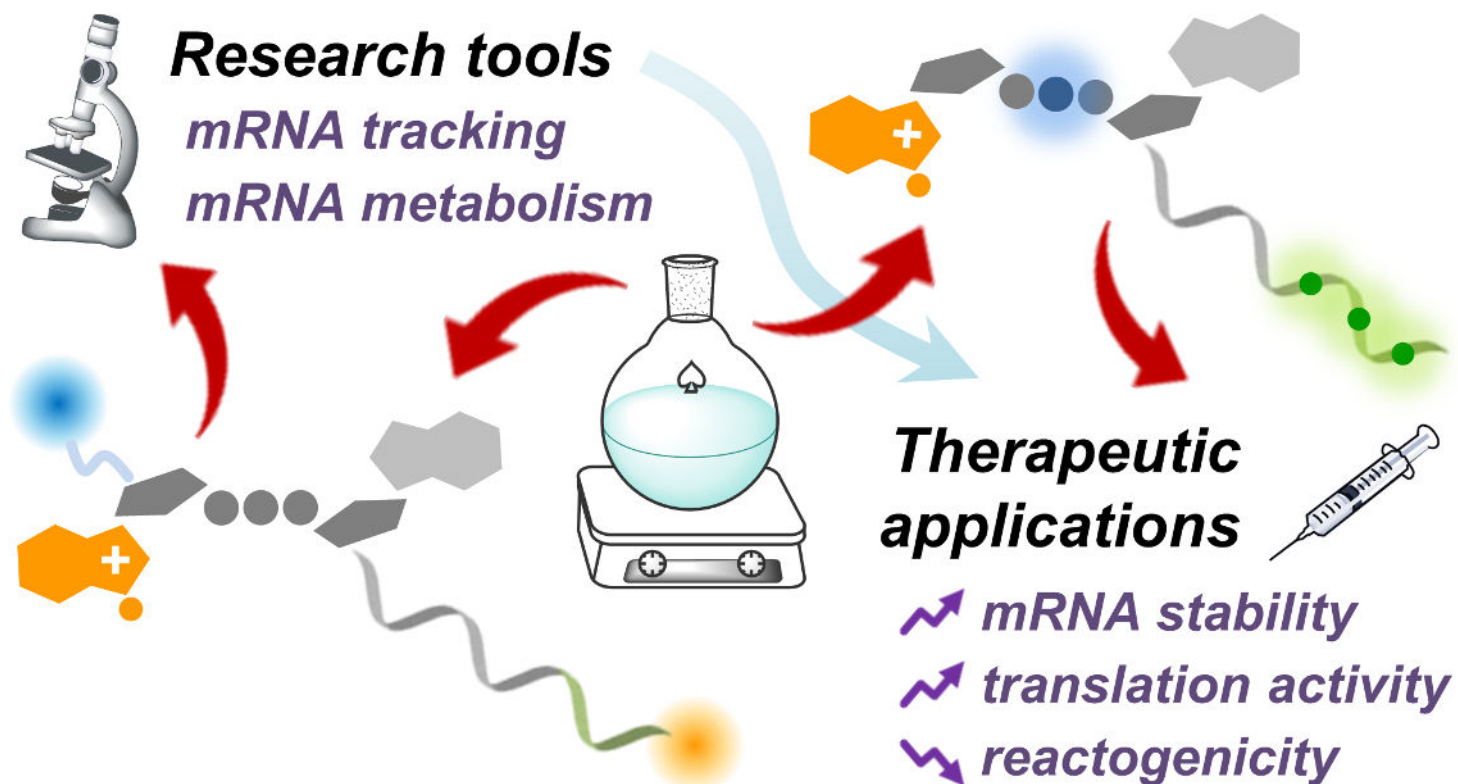 Research tools
mRNA tracking
mRNA metabolism
+
+
Therapeutic
applications
mRNA stability
translation activity
reactogenicity